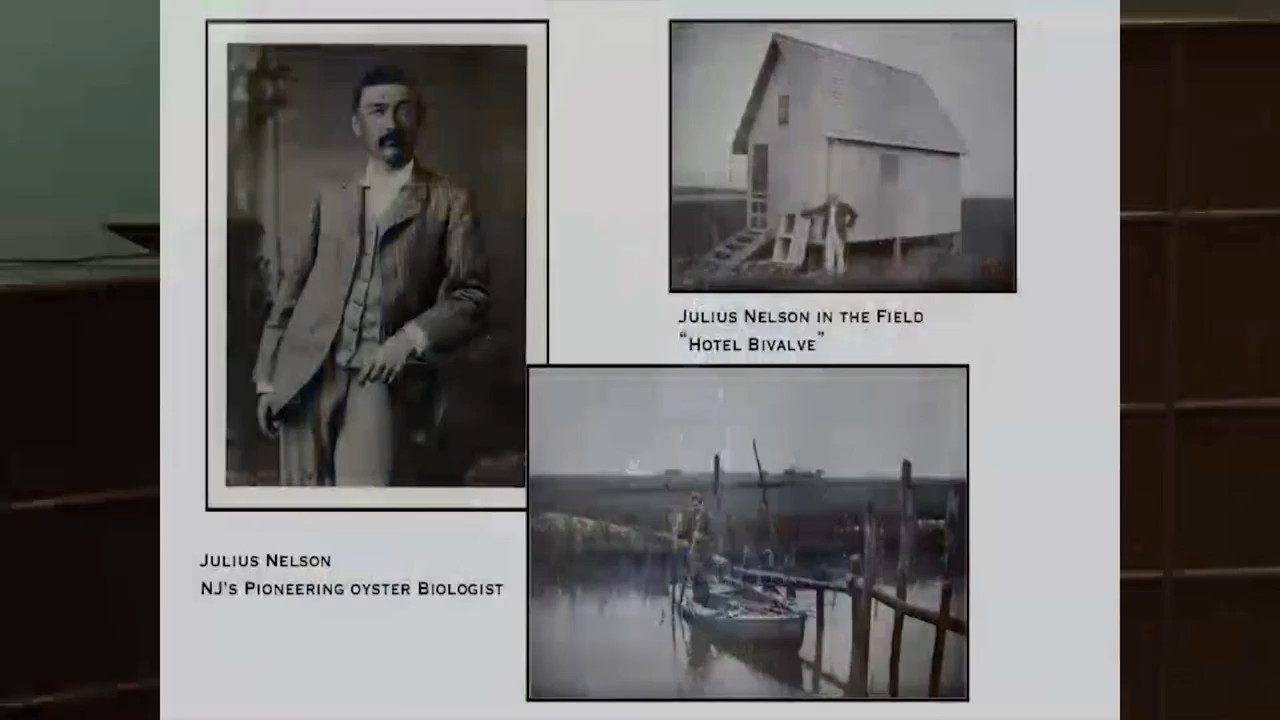 JULIUS NELSON IN THE FIELD
"HOTEL BIVALVE"
JULIUS NELSON
NJ'S PIONEERING OYSTER BIOLOGIST